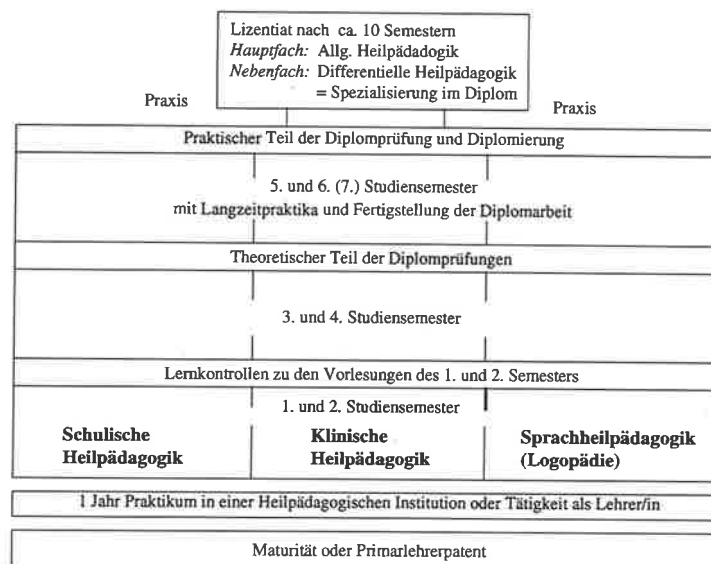 Lizentiat nach ca. 10 Semestern
Hauptfach: Allg. Heilpädadogik
Nebenfach: Differentielle Heilpädagogik
= Spezialisierung im Diplom
Praxis
Praxis
Praktischer Teil der Diplomprüfung und Diplomierung
5. und 6. (7.) Studiensemester
mit Langzeitpraktika und Fertigstellung der Diplomarbeit
Theoretischer Teil der Diplomprüfungen
3. und 4. Studiensemester
Lernkontrollen zu den Vorlesungen des 1. und 2. Semesters
1. und 2. Studiensemester
Schulische
Heilpädagogik
Klinische
Heilpädagogik
Sprachheilpädagogik
(Logopädie)
1 Jahr Praktikum in einer Heilpädagogischen Institution oder Tätigkeit als Lehrer/in
Maturität oder Primarlehrerpatent